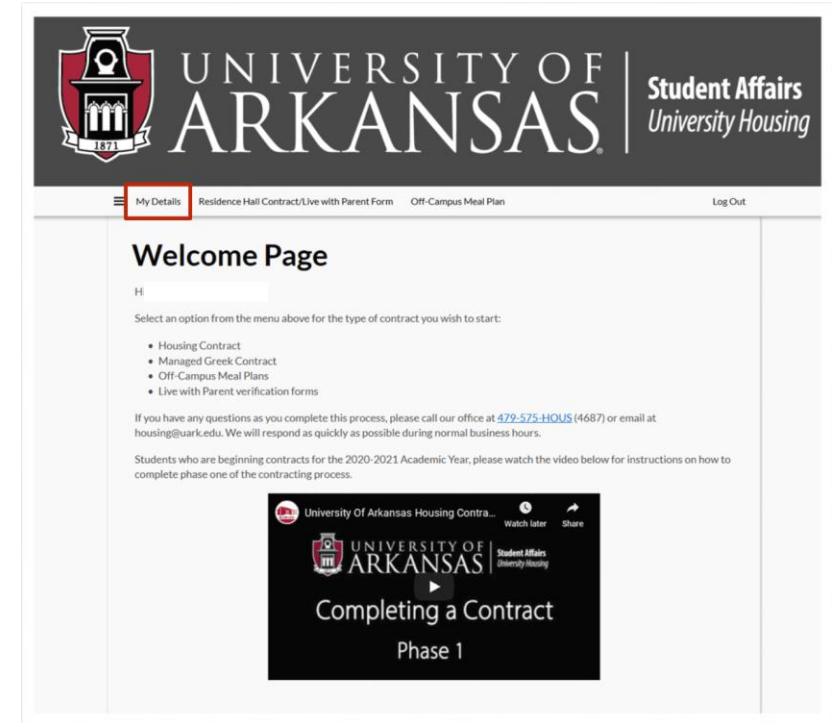 1871
UNIVERSITY OF
ARKANSAS®
Student Affairs
University Housing
My Details Residence Hall Contract/Live with Parent Form Off-Campus Meal Plan Log Out
Welcome Page
H
Select an option from the menu above for the type of contract you wish to start:
• Housing Contract
• Managed Greek Contract
• Off-Campus Meal Plans
• Live with Parent verification forms
If you have any questions as you complete this process, please call our office at 479-575-HOUS (4687) or email at
housing@uark.edu. We will respond as quickly as possible during normal business hours.
Students who are beginning contracts for the 2020-2021 Academic Year, please watch the video below for instructions on how to
complete phase one of the contracting process.
University Of Arkansas Housing Contra...
Watch later Share
UNIVERSITY OF
ARKANSAS
Student Affairs
University Housing
Completing a Contract
Phase 1